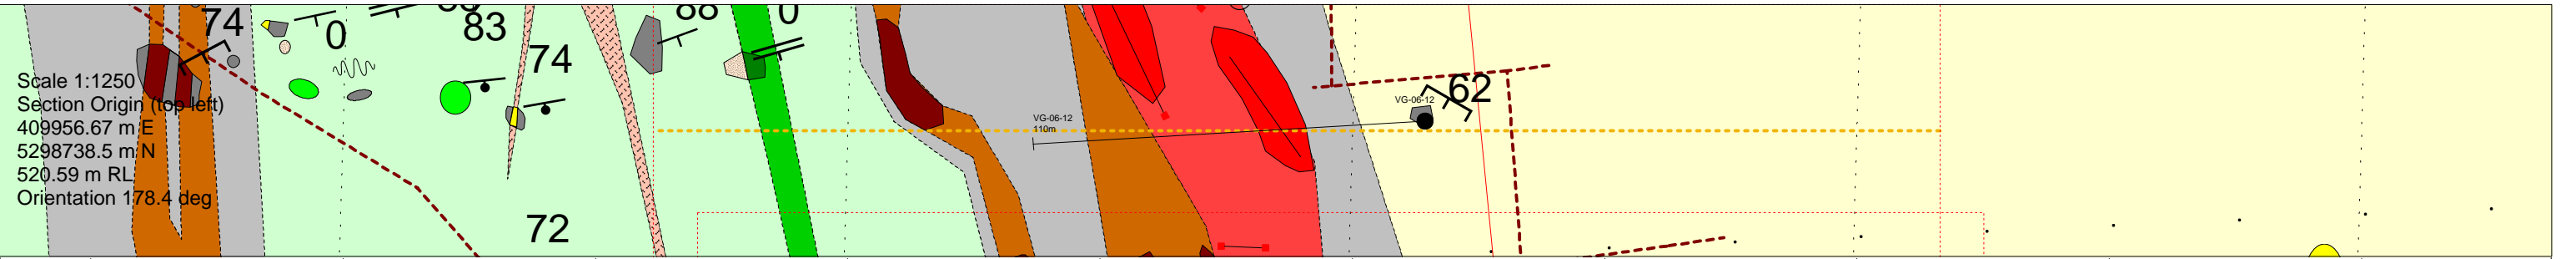 88
74
0
83
0
74
62
Scale 1:1250
Section Origin (top left)
409956.67 m E
5298738.5 m N
520.59 m RL
Orientation 178.4 deg
VG-06-12
VG-06-12
110m
72